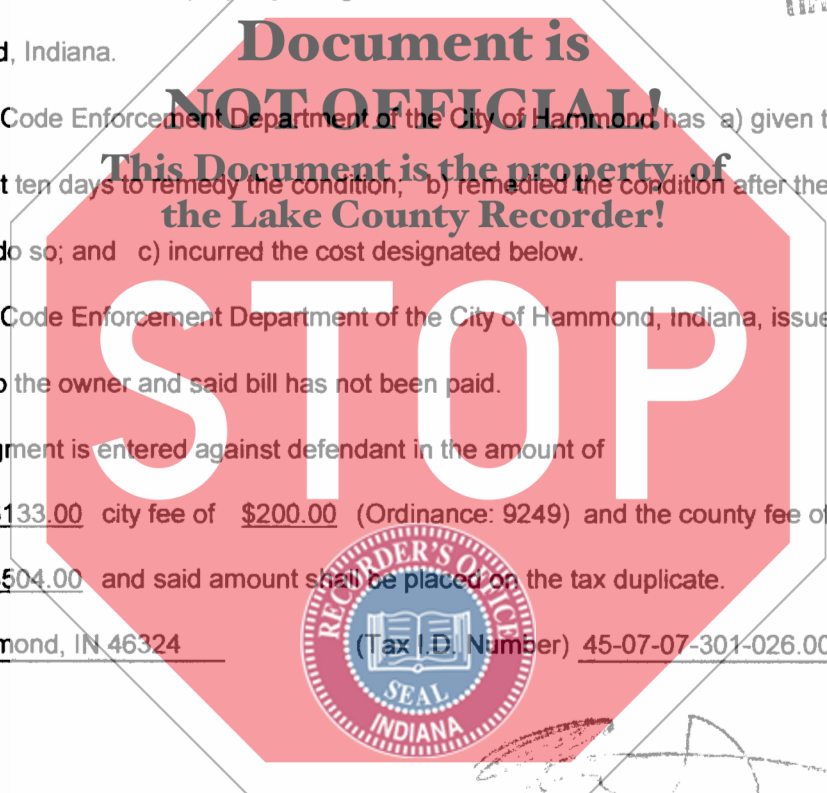 Document is
d, Indiana.
NOT OFFICIAL!
Code Enforcement Department of the City of Hammond has a) given t
This Document is the property of
t ten days to remedy the condition; b) remedied the condition after the
the Lake County Recorder!
do so; and c) incurred the cost designated below.
STOP
Code Enforcement Department of the City of Hammond, Indiana, issue
o the owner and said bill has not been paid.
gment is entered against defendant in the amount of
$133.00 city fee of $200.00 (Ordinance: 9249) and the county fee of
504.00 and said amount shall be placed on the tax duplicate.
mond, IN 46324 (Tax I.D. Number) 45-07-07-301-026.00
RECORDER'S OFFICE
SEAL
INDIANA